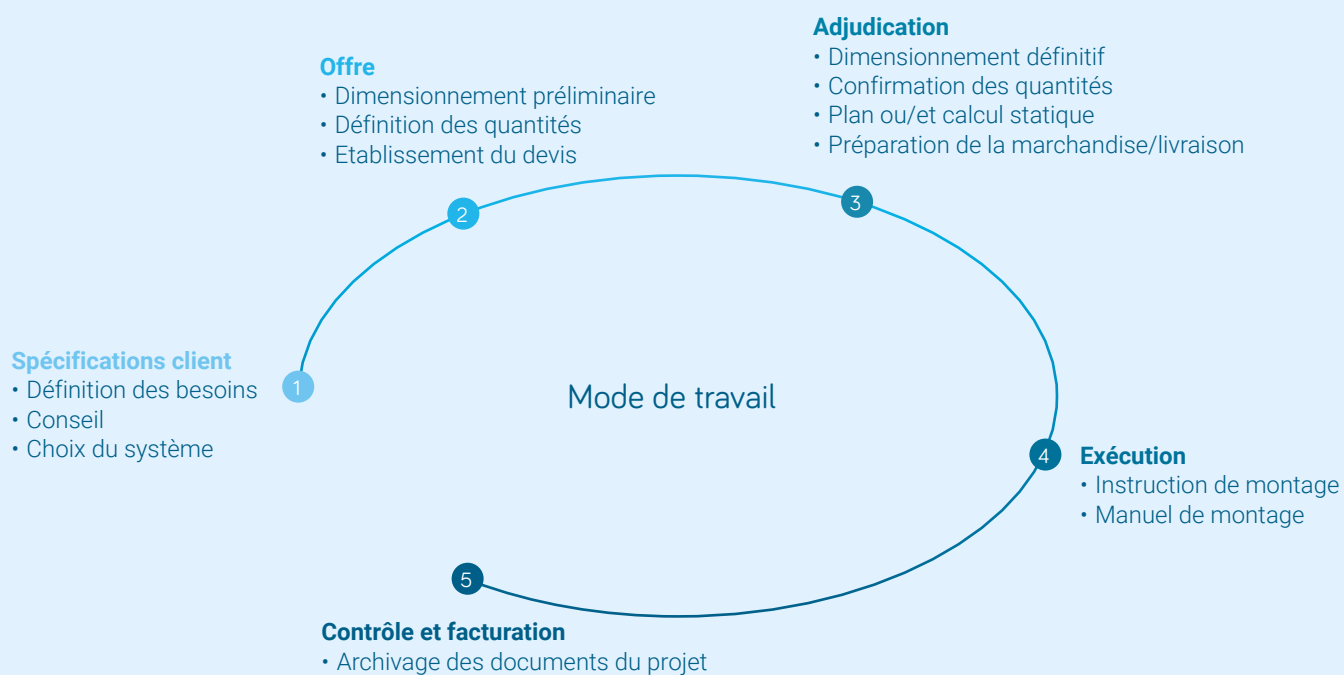 Spécifications client
• Définition des besoins
• Conseil
• Choix du système
1
Offre
• Dimensionnement préliminaire
• Définition des quantités
• Etablissement du devis
2
Adjudication
• Dimensionnement définitif
• Confirmation des quantités
• Plan ou/et calcul statique
• Préparation de la marchandise/livraison
3
Mode de travail
4
Exécution
• Instruction de montage
• Manuel de montage
5
Contrôle et facturation
• Archivage des documents du projet